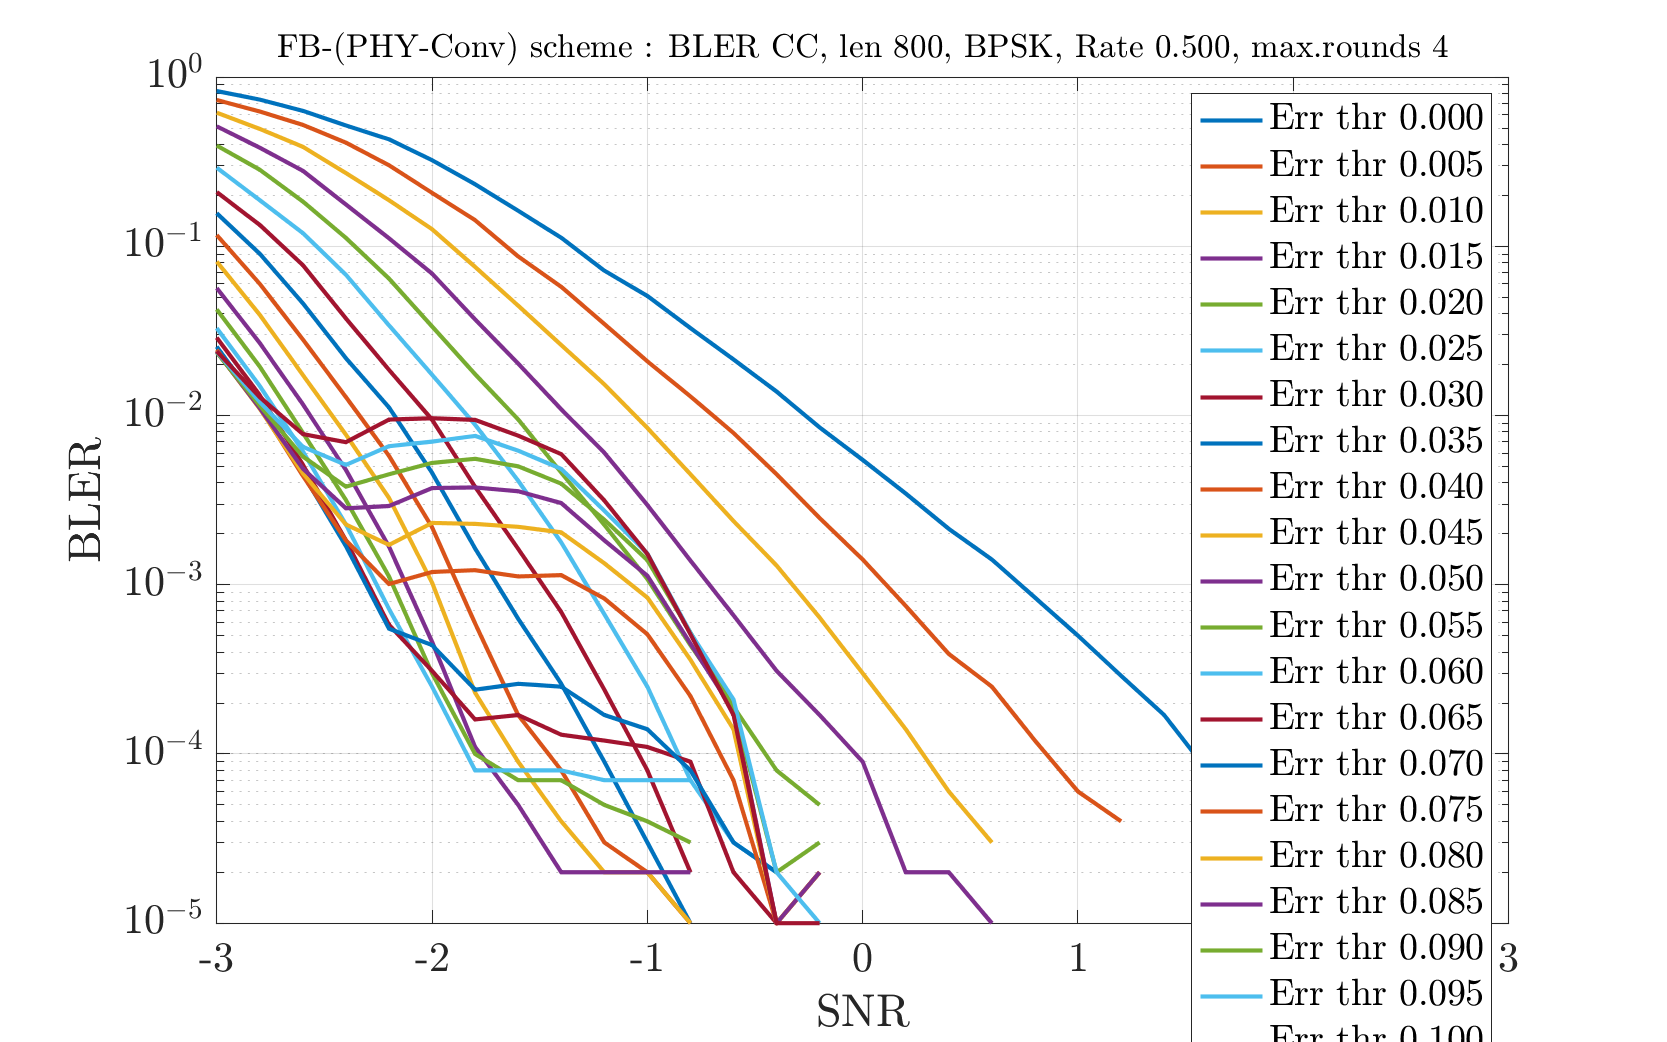 FB-(PHY-Conv) scheme : BLER CC, len 800, BPSK, Rate 0.500, max.rounds 4
10^0
10^-1
10^-2
10^-3
10^-4
10^-5
BLER
-3 -2 -1 0 1 3
SNR
Err thr 0.000
Err thr 0.005
Err thr 0.010
Err thr 0.015
Err thr 0.020
Err thr 0.025
Err thr 0.030
Err thr 0.035
Err thr 0.040
Err thr 0.045
Err thr 0.050
Err thr 0.055
Err thr 0.060
Err thr 0.065
Err thr 0.070
Err thr 0.075
Err thr 0.080
Err thr 0.085
Err thr 0.090
Err thr 0.095
Err thr 0.100